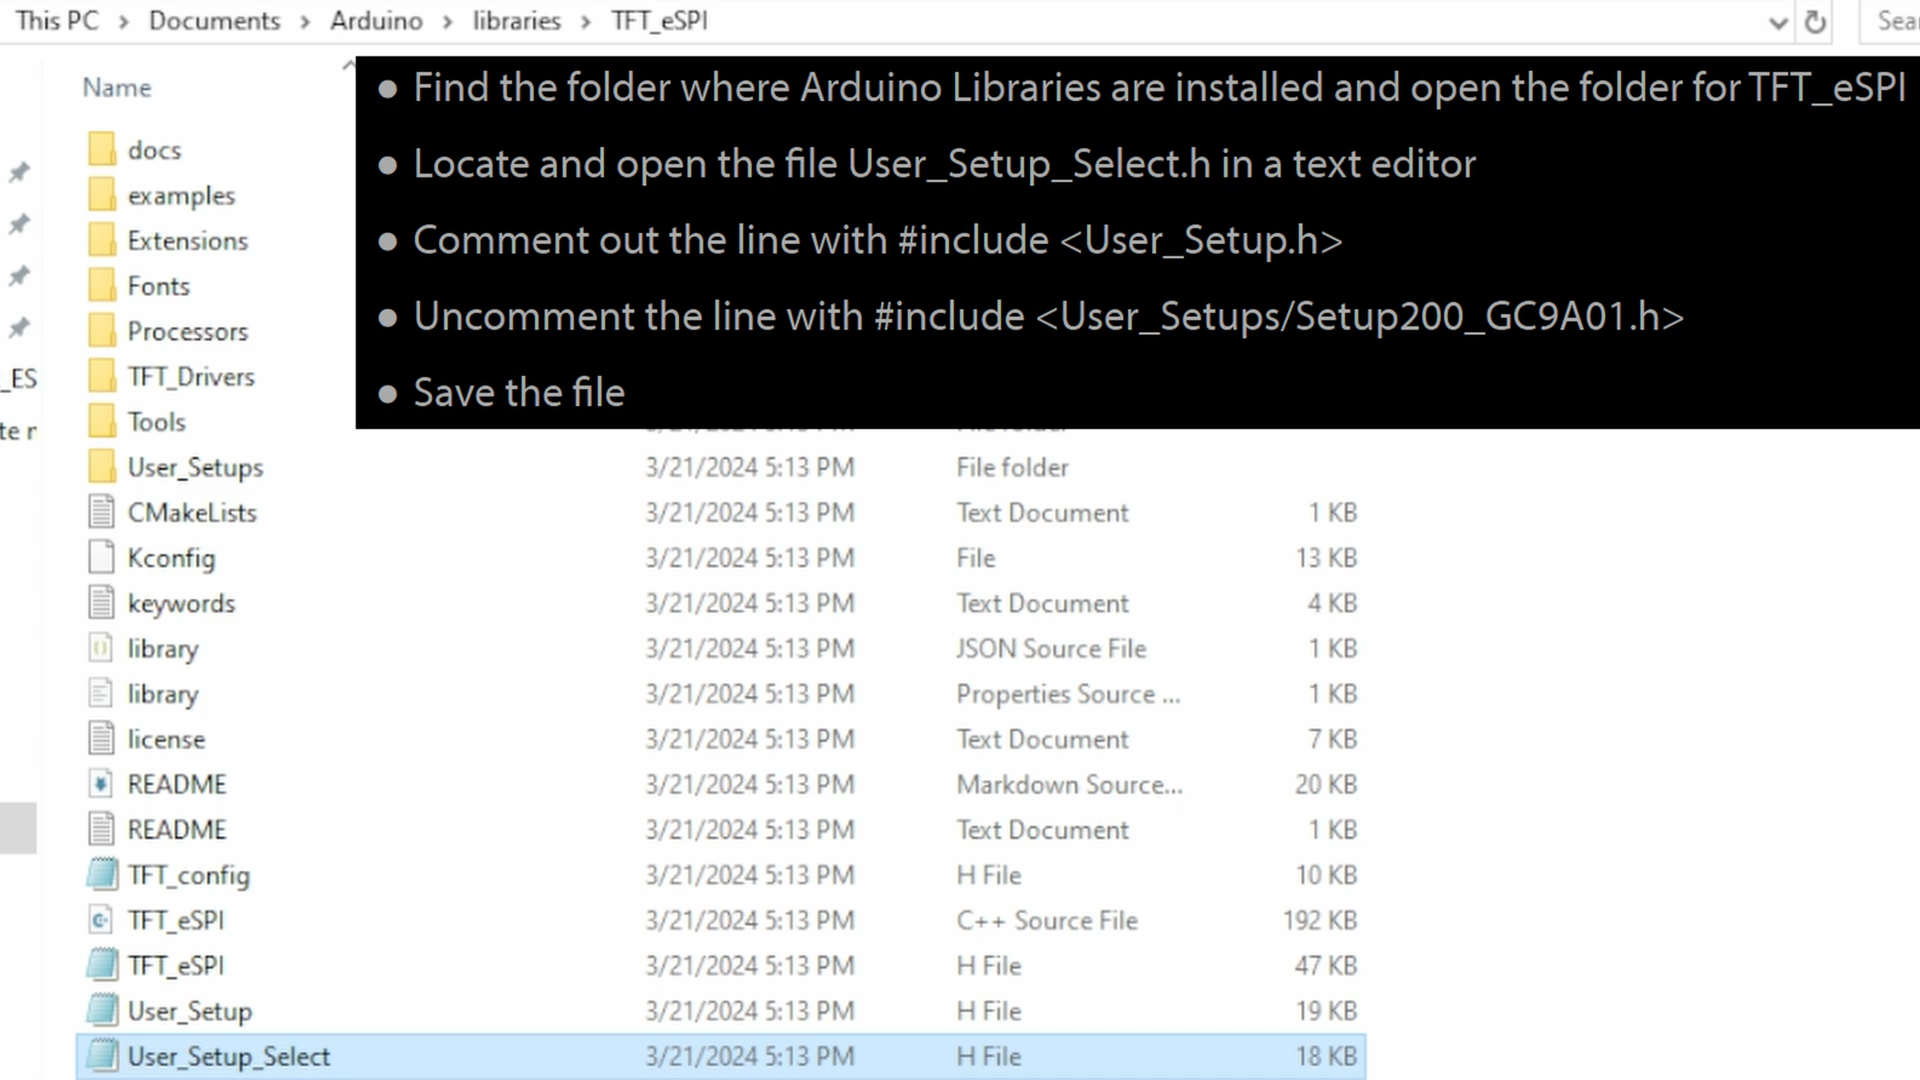 This PC > Documents > Arduino > libraries > TFT_eSPI
Sea
Name
● Find the folder where Arduino Libraries are installed and open the folder for TFT_eSPI
● Locate and open the file User_Setup_Select.h in a text editor
● Comment out the line with #include <User_Setup.h>
● Uncomment the line with #include <User_Setups/Setup200_GC9A01.h>
● Save the file
docs
examples
Extensions
Fonts
Processors
_ES
TFT_Drivers
te r
Tools
User_Setups 3/21/2024 5:13 PM File folder
CMakeLists 3/21/2024 5:13 PM Text Document 1 KB
Kconfig 3/21/2024 5:13 PM File 13 KB
keywords 3/21/2024 5:13 PM Text Document 4 KB
library 3/21/2024 5:13 PM JSON Source File 1 KB
library 3/21/2024 5:13 PM Properties Source ... 1 KB
license 3/21/2024 5:13 PM Text Document 7 KB
README 3/21/2024 5:13 PM Markdown Source... 20 KB
README 3/21/2024 5:13 PM Text Document 1 KB
TFT_config 3/21/2024 5:13 PM H File 10 KB
TFT_eSPI 3/21/2024 5:13 PM C++ Source File 192 KB
TFT_eSPI 3/21/2024 5:13 PM H File 47 KB
User_Setup 3/21/2024 5:13 PM H File 19 KB
User_Setup_Select 3/21/2024 5:13 PM H File 18 KB